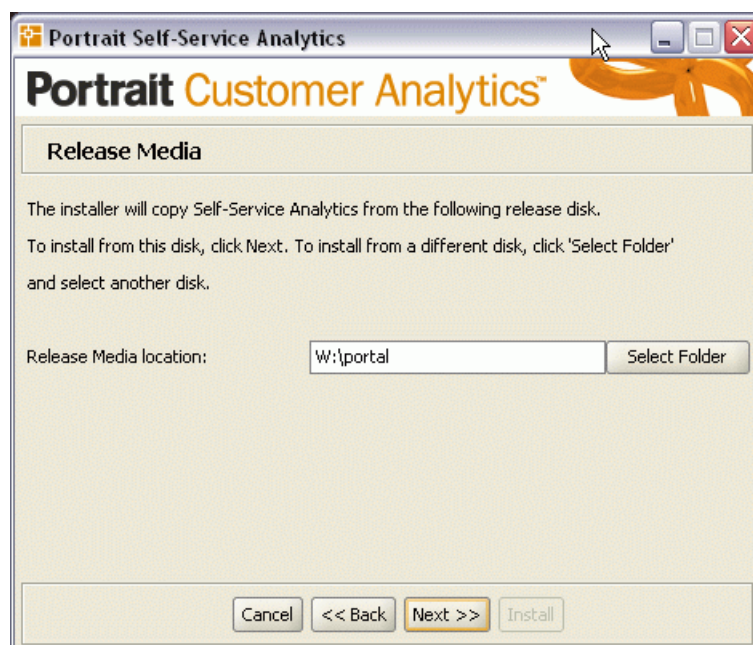 Portrait Self-Service Analytics
Portrait Customer Analytics™
Release Media
The installer will copy Self-Service Analytics from the following release disk.
To install from this disk, click Next. To install from a different disk, click 'Select Folder'
and select another disk.
Release Media location: W:\portal Select Folder
Cancel << Back Next >> Install